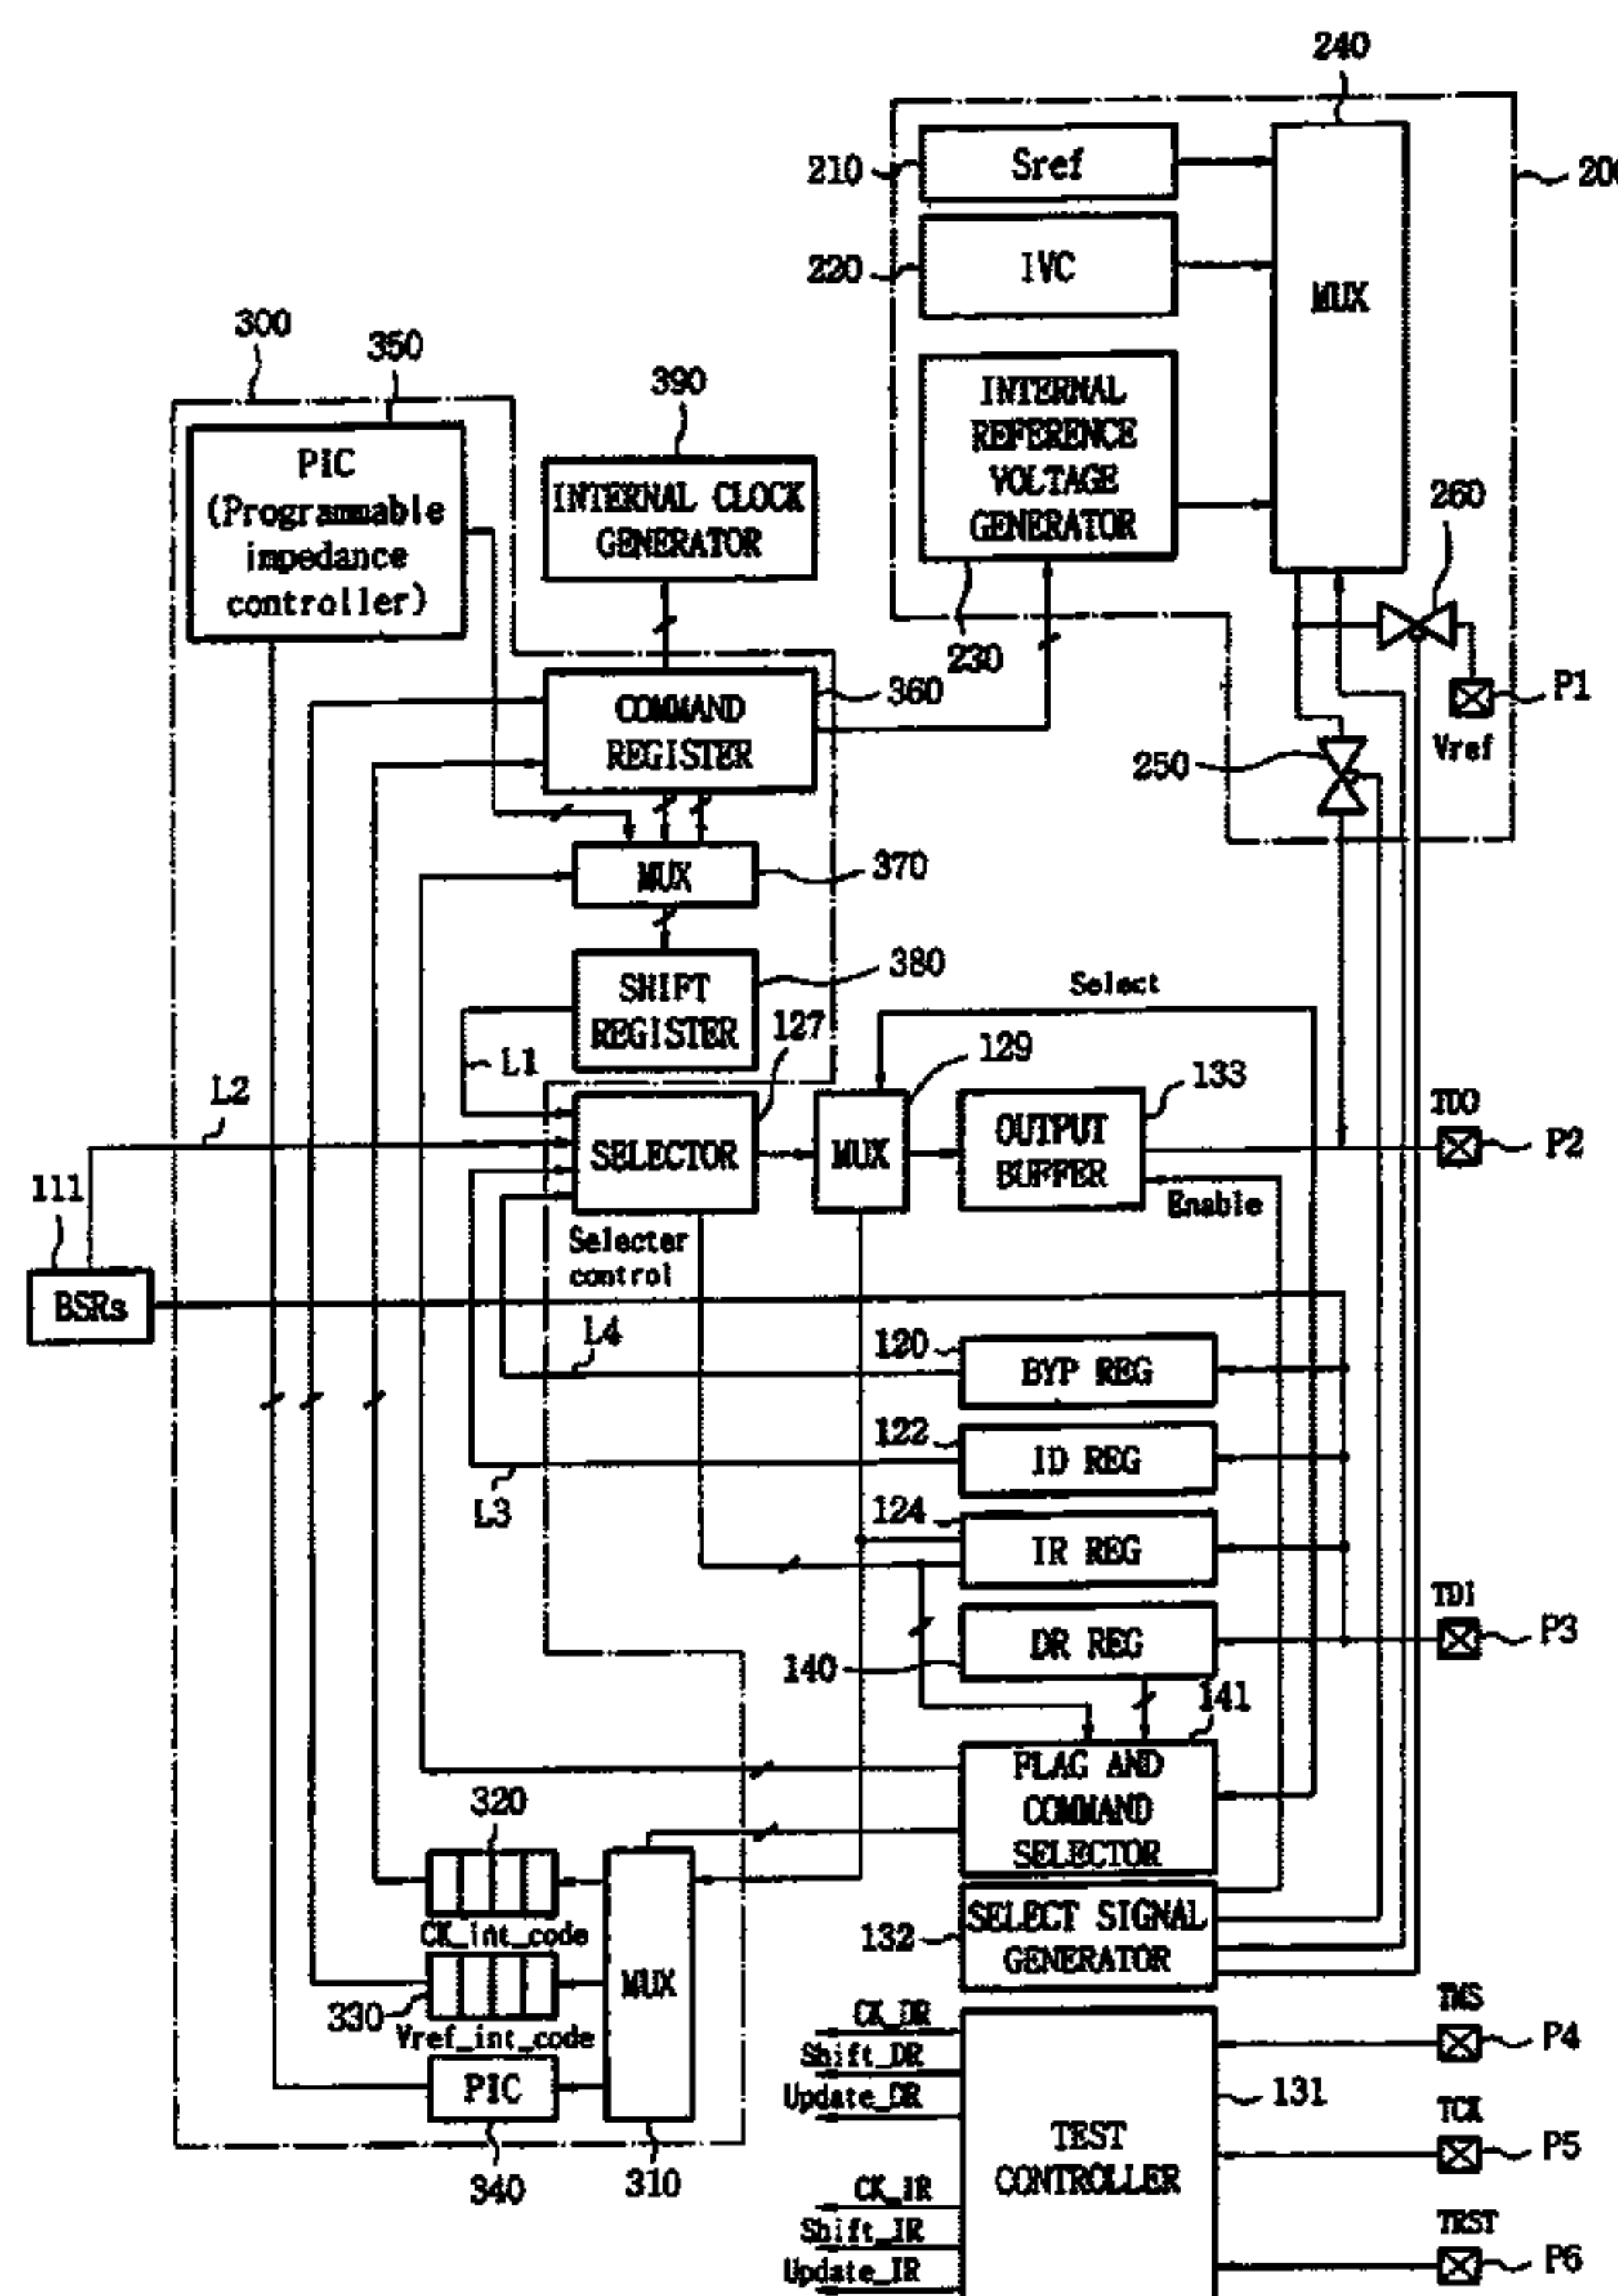 240
210
Sref
200
220
IVC
MUX
300
350
390
INTERNAL
REFERENCE
VOLTAGE
GENERATOR
260
PIC
(Programmable
impedance
controller)
INTERNAL CLOCK
GENERATOR
230
P1
Vref
COMMAND
REGISTER
360
250
MUX
370
SHIFT
REGISTER
380
127
L1
Select
129
133
L2
SELECTOR
MUX
OUTPUT
BUFFER
TDO
P2
Enable
111
BSRs
Selecter
control
L4
120
BYP REG
122
ID REG
L3
124
IR REG
TDI
P3
140
DR REG
141
FLAG AND
COMMAND
SELECTOR
320
CK_int_code
132
SELECT SIGNAL
GENERATOR
330
Vref_int_code
MUX
PIC
340
310
CK_DR
Shift_DR
Update_DR
TMS
P4
131
TEST
CONTROLLER
TCK
P5
CK_IR
Shift_IR
Update_IR
TRST
P6